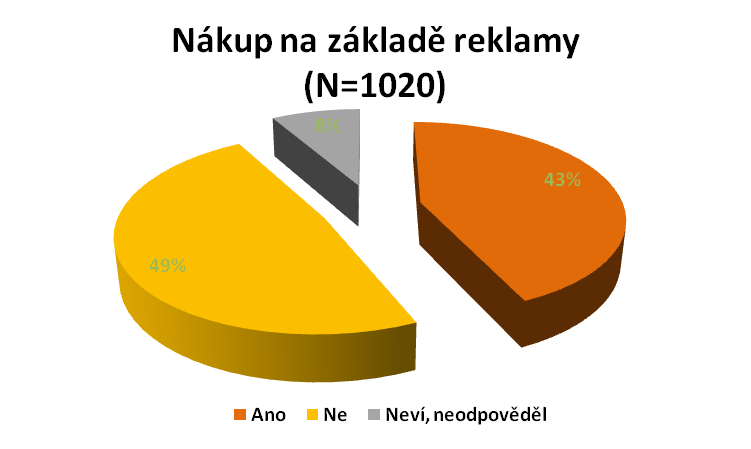 Nákup na základě reklamy
(N=1020)
8%
43%
49%
Ano
Ne
Neví, neodpověděl